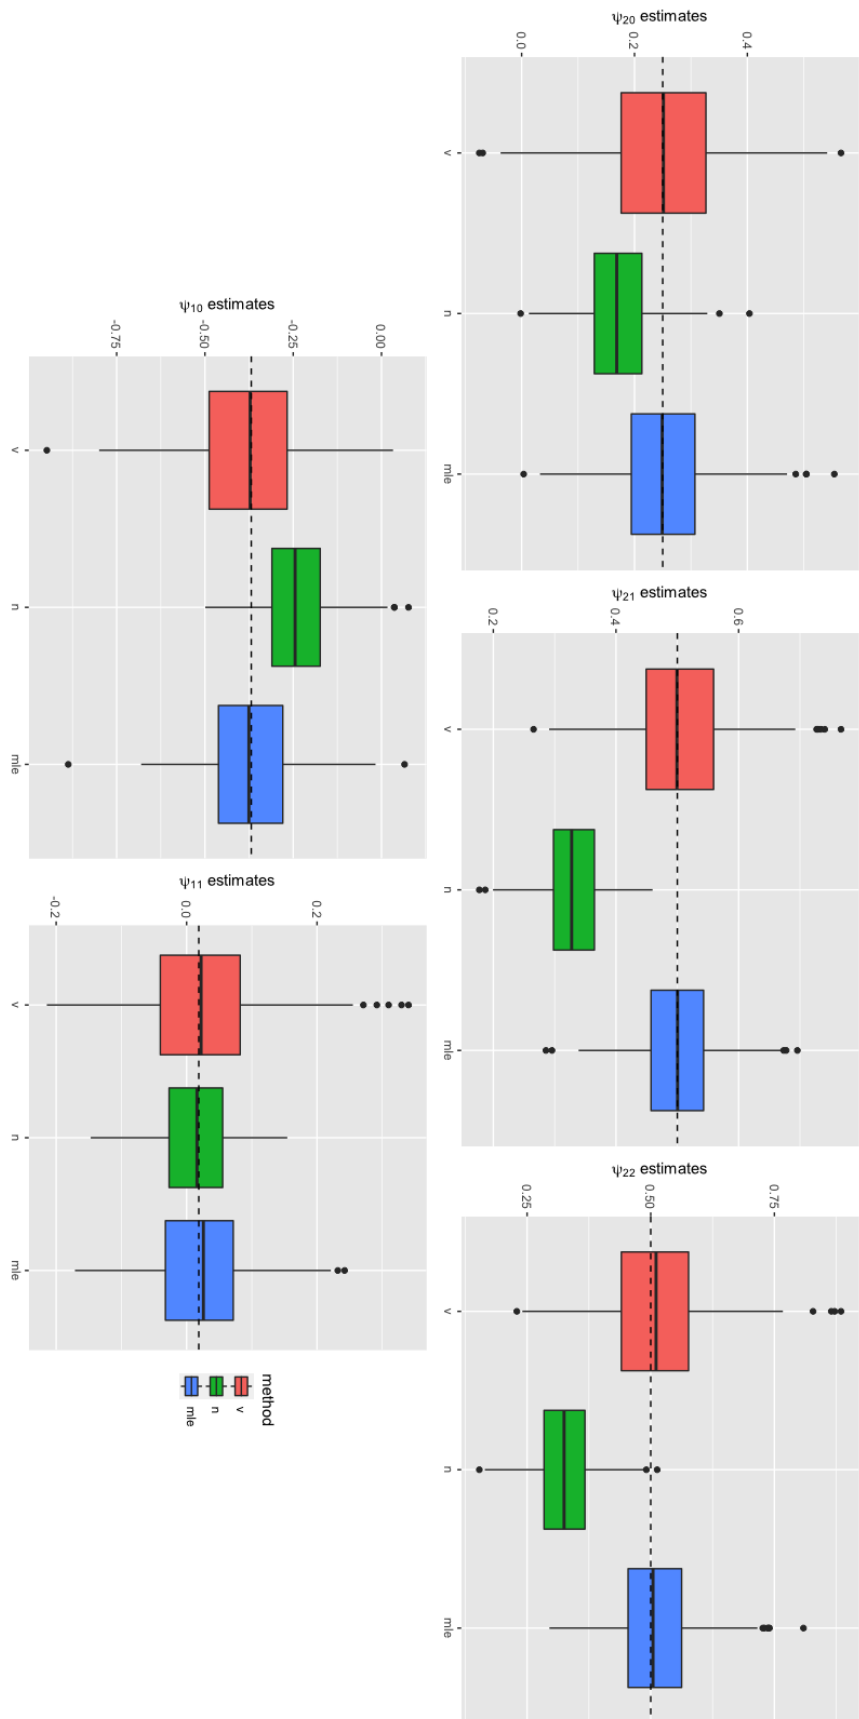 ψ20 estimates
0.0
0.2
0.4
v
n
mle
ψ21 estimates
0.2
0.4
0.6
v
n
mle
ψ22 estimates
0.25
0.50
0.75
v
n
mle
ψ10 estimates
-0.75
-0.50
-0.25
0.00
v
n
mle
ψ11 estimates
-0.2
0.0
0.2
v
n
mle
method
v
n
mle